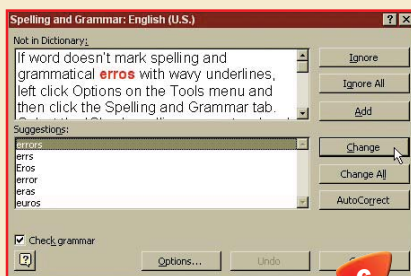 Spelling and Grammar: English (U.S.)
Not in Dictionary:
If word doesn't mark spelling and
grammatical erros with wavy underlines,
left click Options on the Tools menu and
then click the Spelling and Grammar tab.
Ignore
Ignore All
Add
Suggestions:
errors
errs
Eros
error
eras
euros
Change
Change All
AutoCorrect
Check grammar
Options...
Undo
6